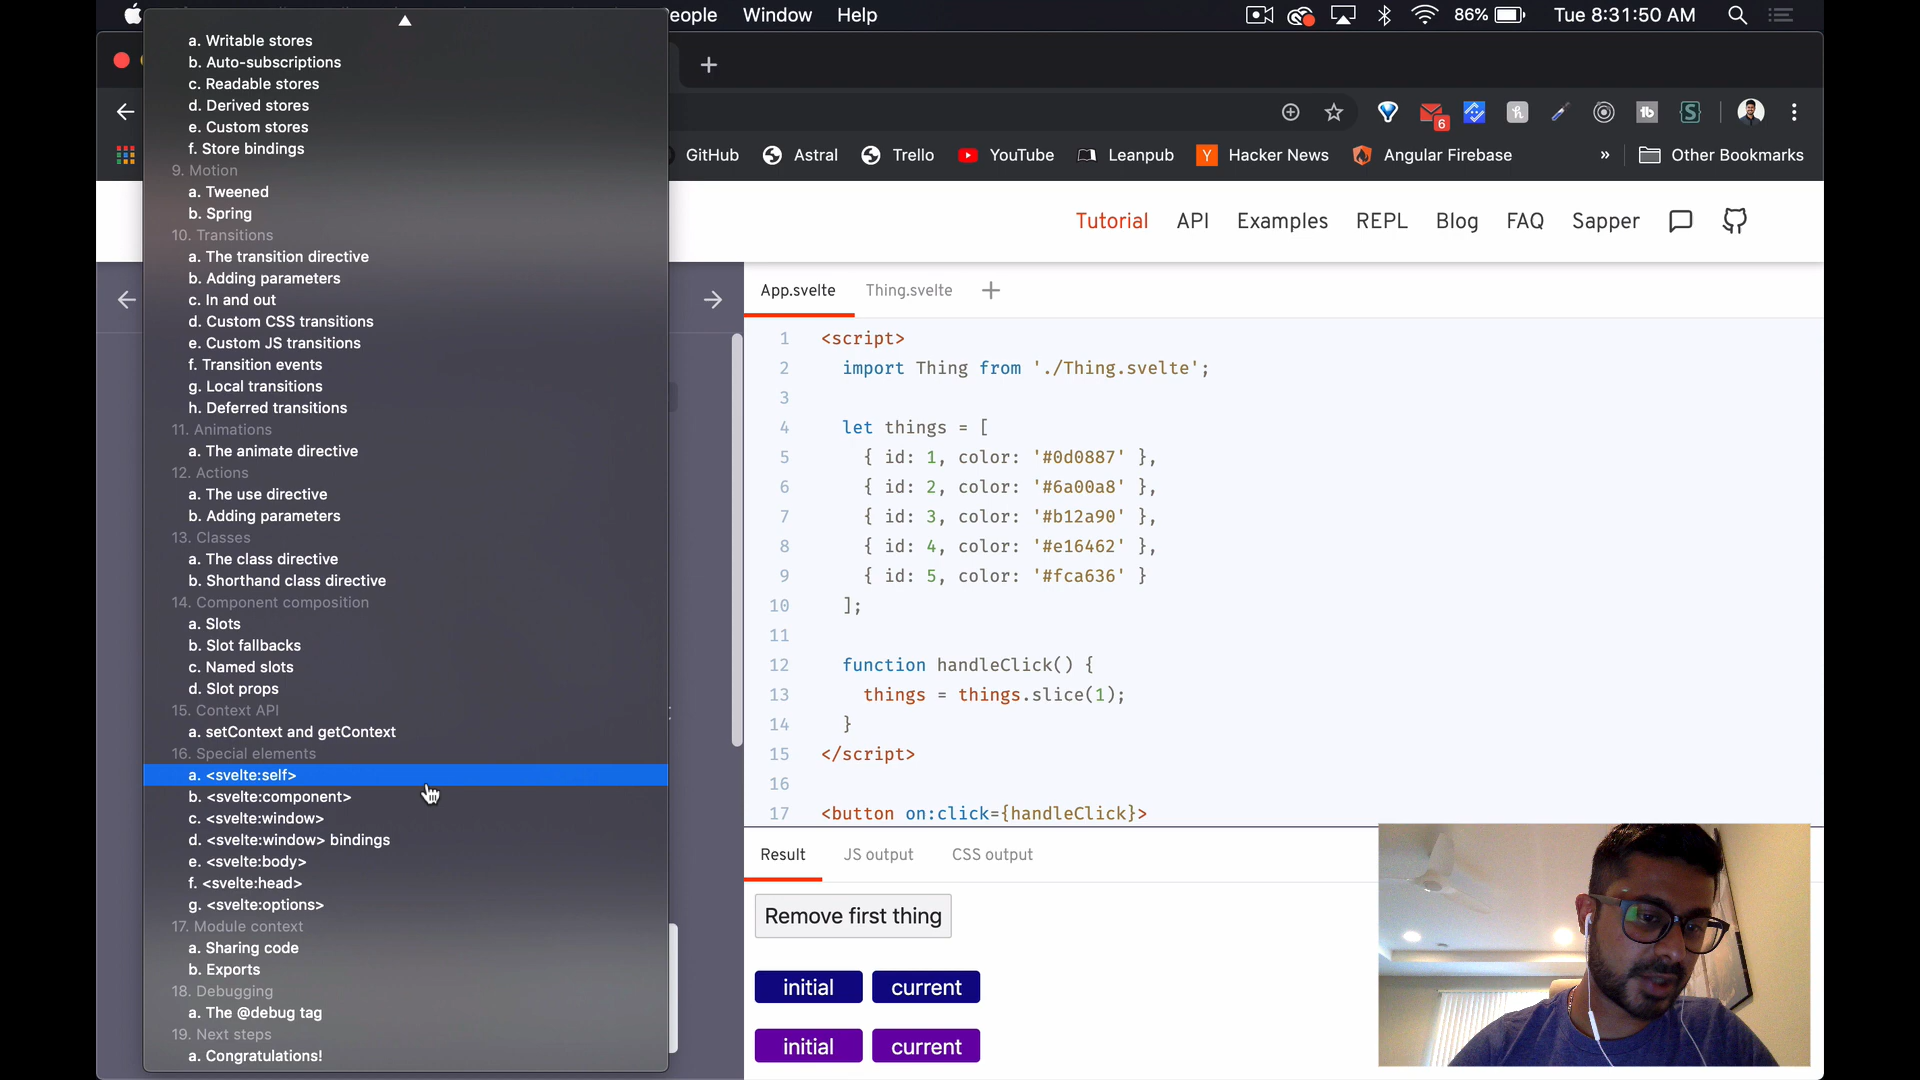 eople Window Help 86% Tue 8:31:50 AM
6
GitHub Astral Trello YouTube Leanpub Hacker News Angular Firebase » Other Bookmarks
Tutorial API Examples REPL Blog FAQ Sapper
a. Writable stores
b. Auto-subscriptions
c. Readable stores
d. Derived stores
e. Custom stores
f. Store bindings
9. Motion
a. Tweened
b. Spring
10. Transitions
a. The transition directive
b. Adding parameters
c. In and out
d. Custom CSS transitions
e. Custom JS transitions
f. Transition events
g. Local transitions
h. Deferred transitions
11. Animations
a. The animate directive
12. Actions
a. The use directive
b. Adding parameters
13. Classes
a. The class directive
b. Shorthand class directive
14. Component composition
a. Slots
b. Slot fallbacks
c. Named slots
d. Slot props
15. Context API
a. setContext and getContext
16. Special elements
a. <svelte:self>
b. <svelte:component>
c. <svelte:window>
d. <svelte:window> bindings
e. <svelte:body>
f. <svelte:head>
g. <svelte:options>
17. Module context
a. Sharing code
b. Exports
18. Debugging
a. The @debug tag
19. Next steps
a. Congratulations!
App.svelte Thing.svelte +
1 <script>
2 import Thing from './Thing.svelte';
3
4 let things = [
5 { id: 1, color: '#0d0887' },
6 { id: 2, color: '#6a00a8' },
7 { id: 3, color: '#b12a90' },
8 { id: 4, color: '#e16462' },
9 { id: 5, color: '#fca636' }
10 ];
11
12 function handleClick() {
13 things = things.slice(1);
14 }
15 </script>
16
17 <button on:click={handleClick}>
Result JS output CSS output
Remove first thing
initial current
initial current